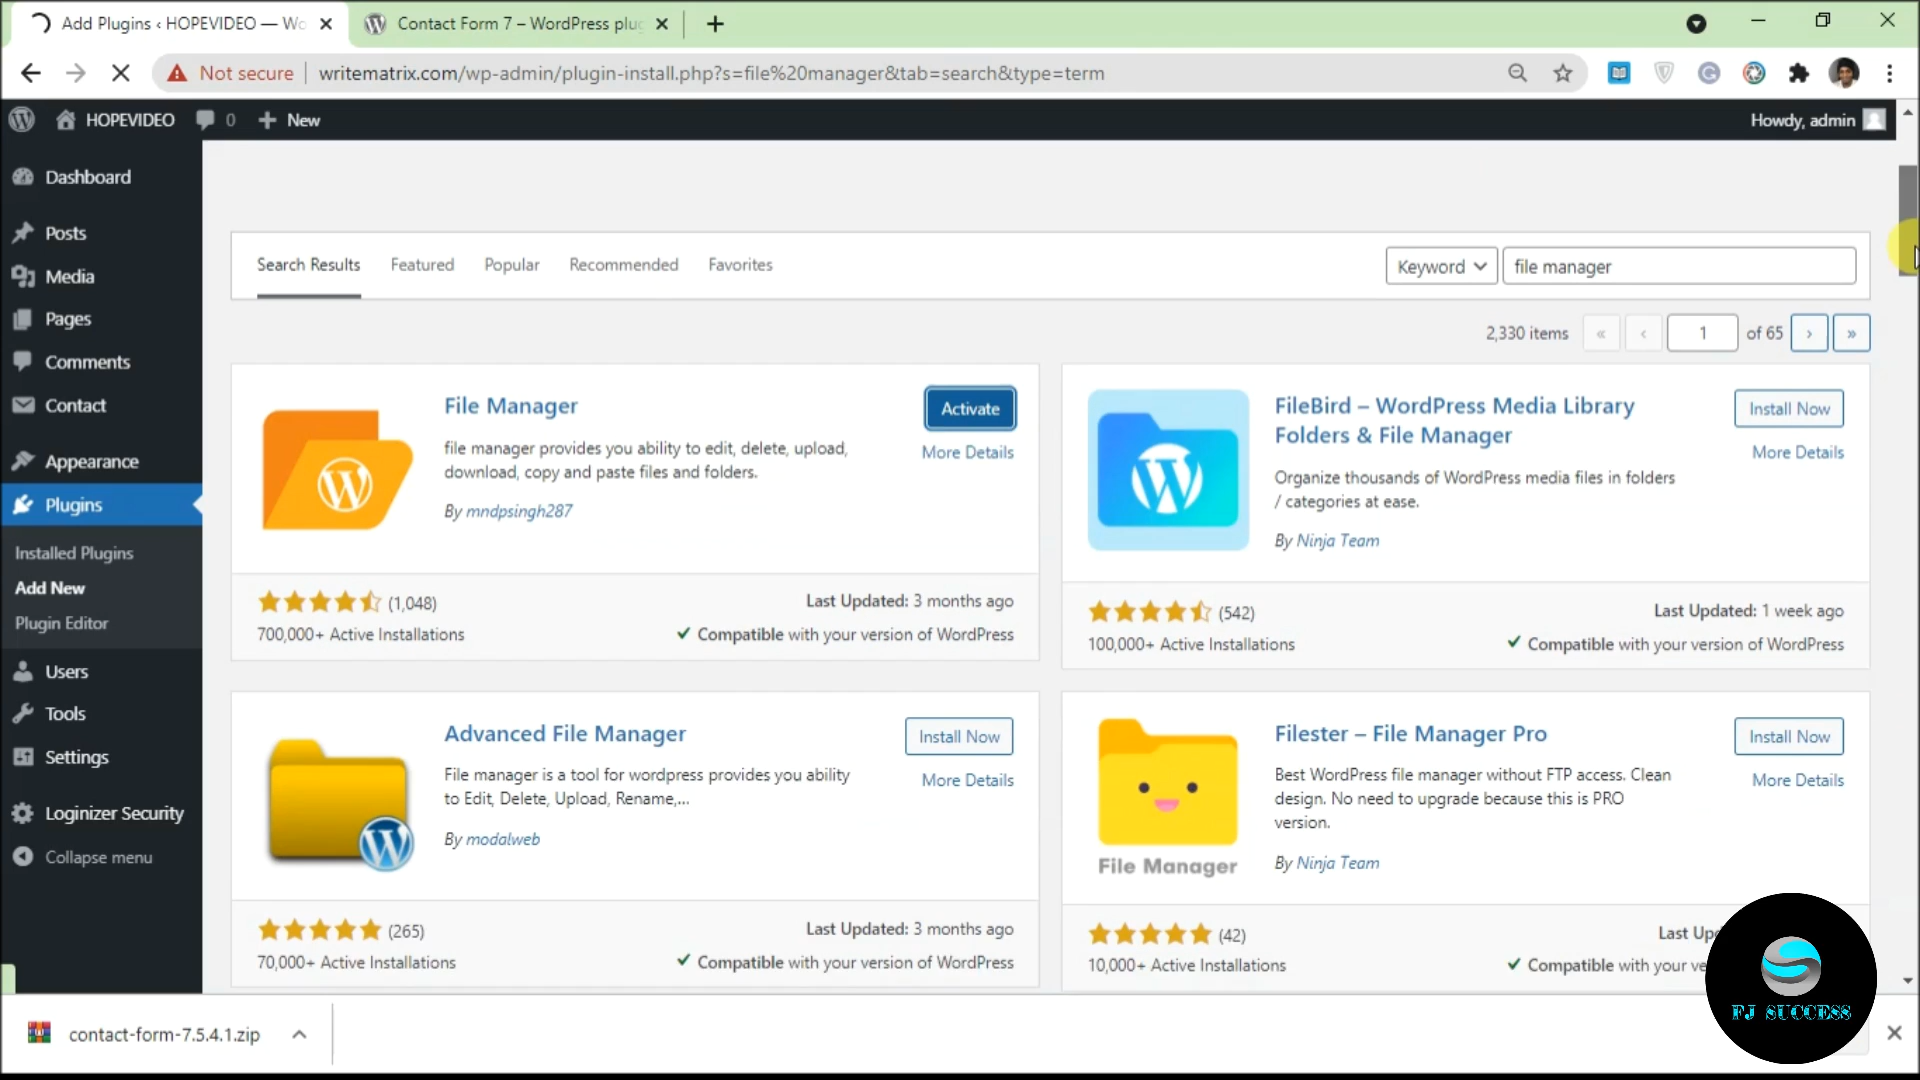 Add Plugins ‹ HOPEVIDEO — Wo
Contact Form 7 – WordPress plug
Not secure
writematrix.com/wp-admin/plugin-install.php?s=file%20manager&tab=search&type=term
HOPEVIDEO
0
New
Howdy, admin
Dashboard
Posts
Media
Pages
Comments
Contact
Appearance
Plugins
Installed Plugins
Add New
Plugin Editor
Users
Tools
Settings
Loginizer Security
Collapse menu
Search Results
Featured
Popular
Recommended
Favorites
Keyword
file manager
2,330 items
«
‹
1
of 65
›
»
File Manager
Activate
More Details
file manager provides you ability to edit, delete, upload,
download, copy and paste files and folders.
By mndpsingh287
(1,048)
700,000+ Active Installations
Last Updated: 3 months ago
Compatible with your version of WordPress
FileBird – WordPress Media Library
Folders & File Manager
Install Now
More Details
Organize thousands of WordPress media files in folders
/ categories at ease.
By Ninja Team
(542)
100,000+ Active Installations
Last Updated: 1 week ago
Compatible with your version of WordPress
Advanced File Manager
Install Now
More Details
File manager is a tool for wordpress provides you ability
to Edit, Delete, Upload, Rename,...
By modalweb
(265)
70,000+ Active Installations
Last Updated: 3 months ago
Compatible with your version of WordPress
File Manager
Filester – File Manager Pro
Install Now
More Details
Best WordPress file manager without FTP access. Clean
design. No need to upgrade because this is PRO
version.
By Ninja Team
(42)
10,000+ Active Installations
Last Up
Compatible with your ve
FJ SUCCESS
contact-form-7.5.4.1.zip